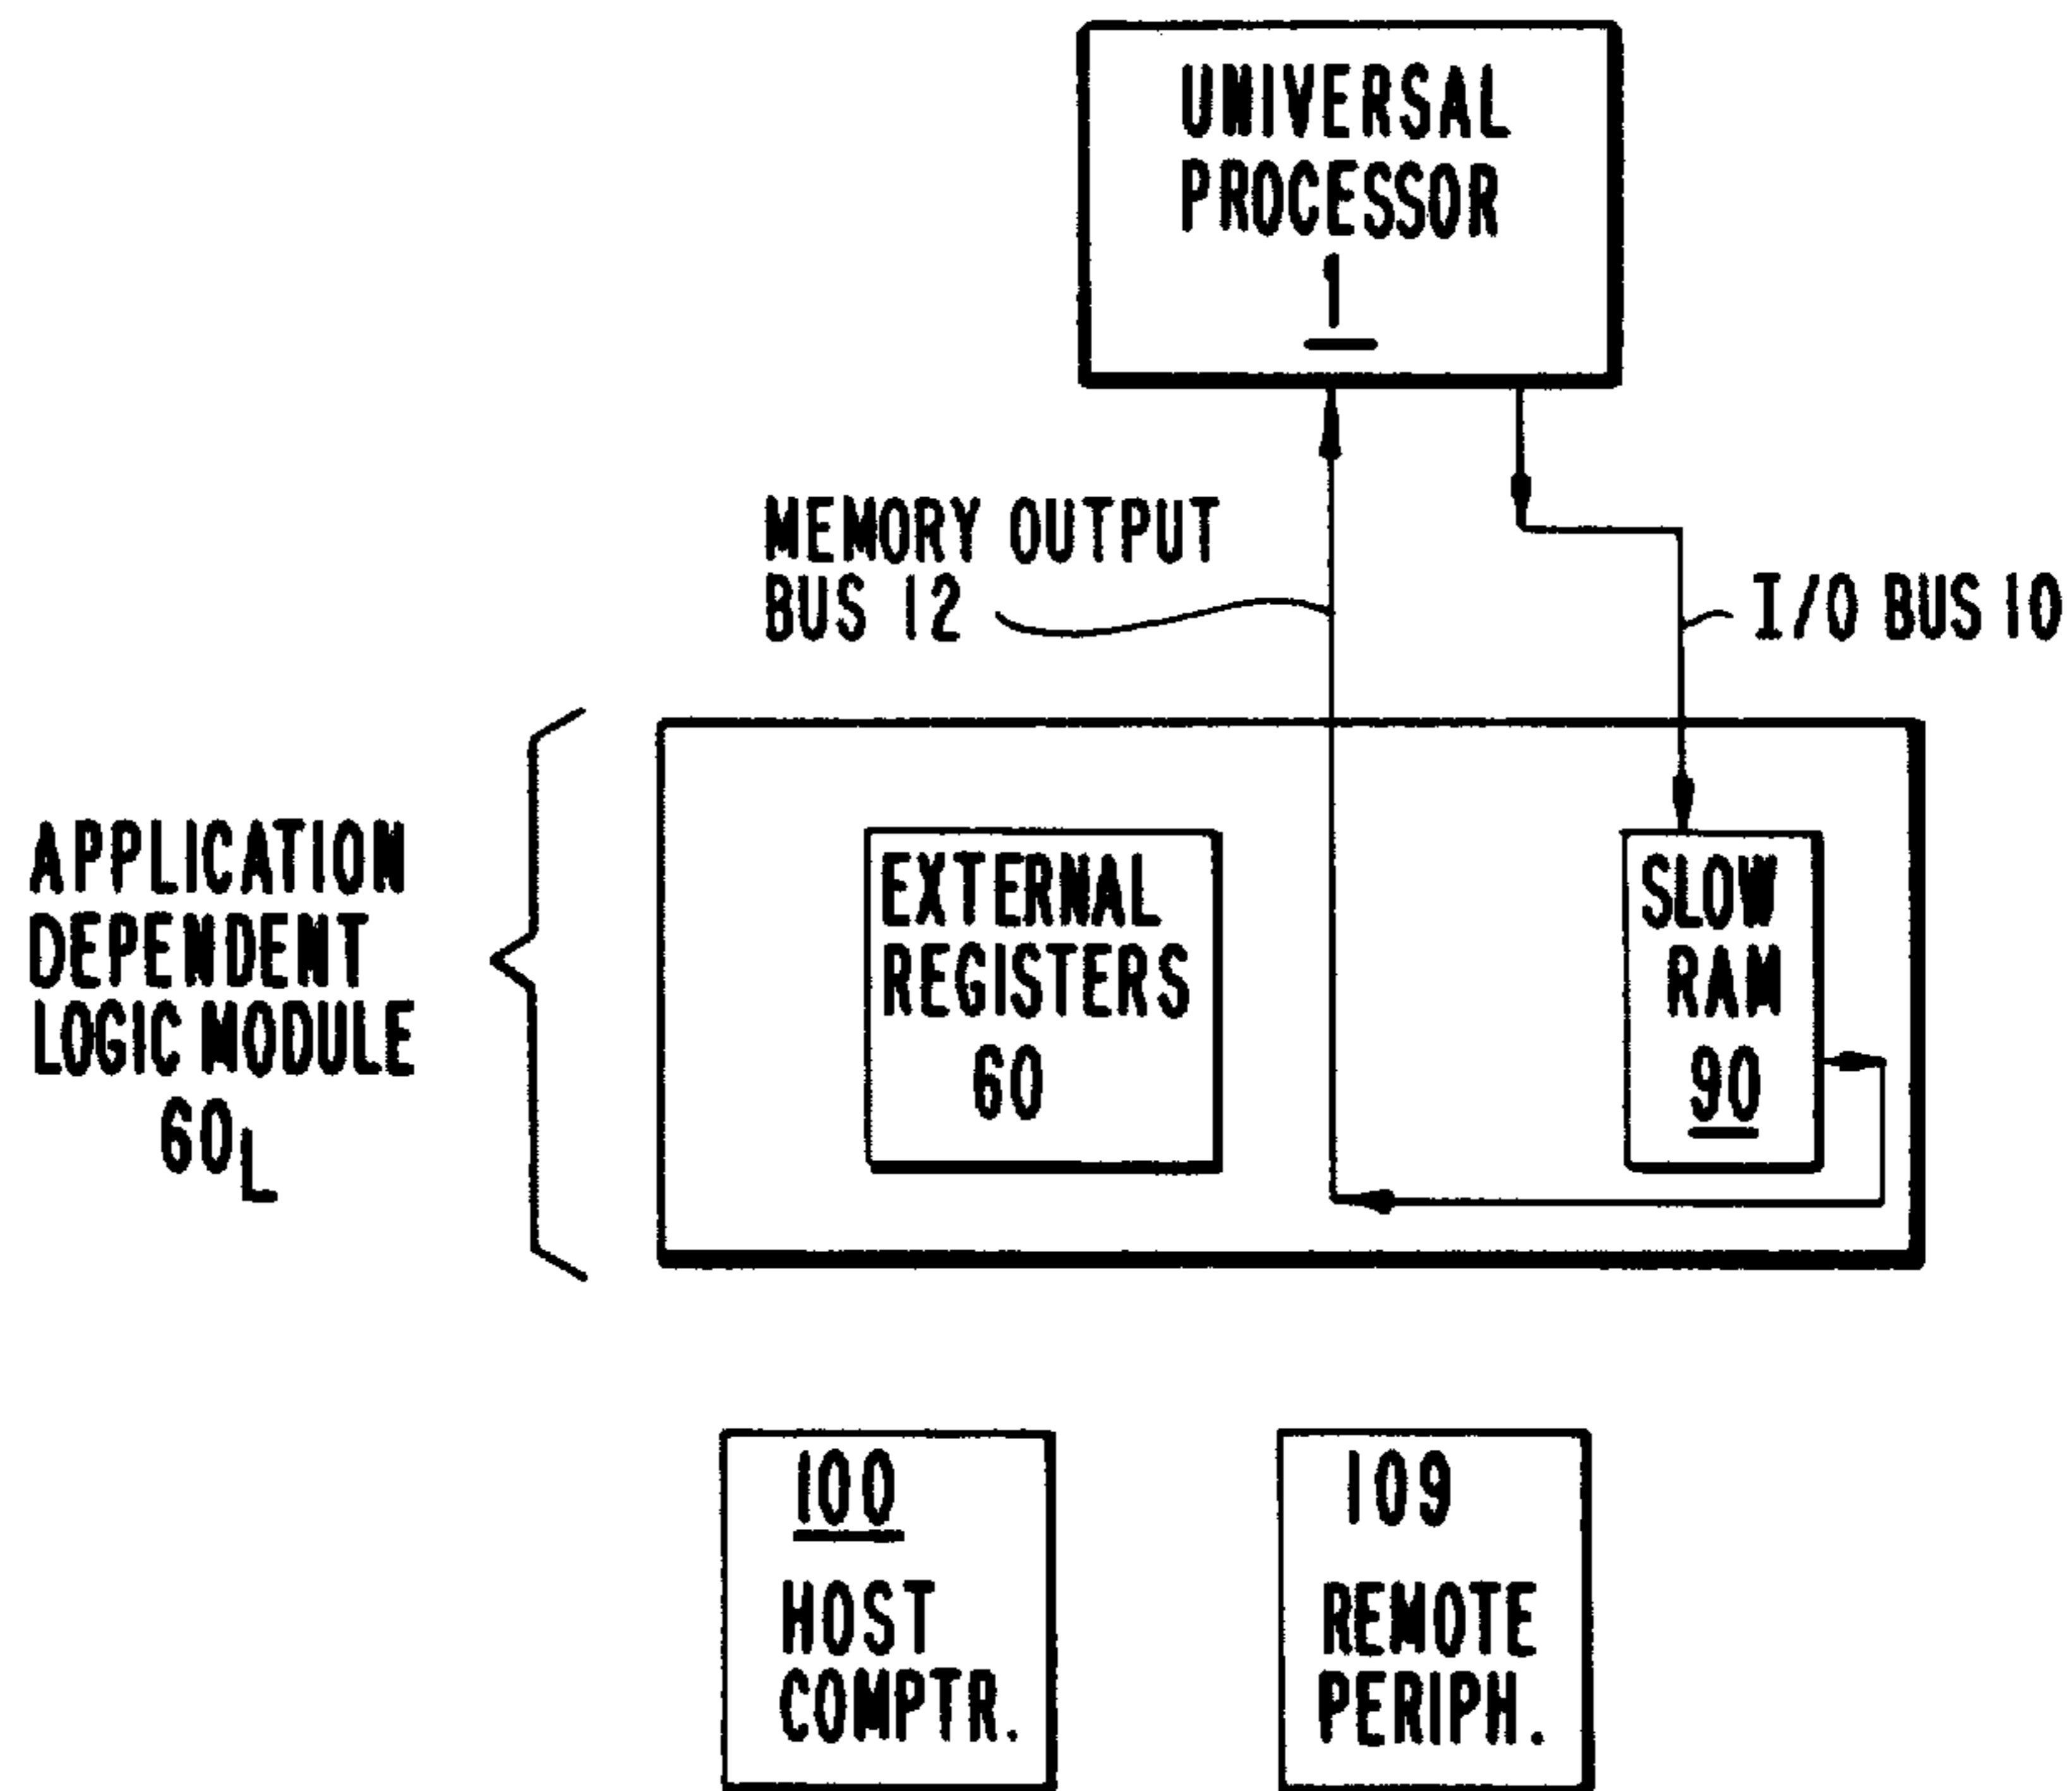 UNIVERSAL
PROCESSOR
1
MEMORY OUTPUT
BUS 12
I/O BUS 10
APPLICATION
DEPENDENT
LOGIC MODULE
60L
EXTERNAL
REGISTERS
60
SLOW
RAM
90
100
HOST
COMPTR.
109
REMOTE
PERIPH.